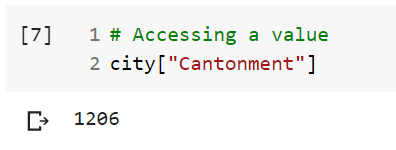 [7] 1 # Accessing a value
2 city["Cantonment"]
1206